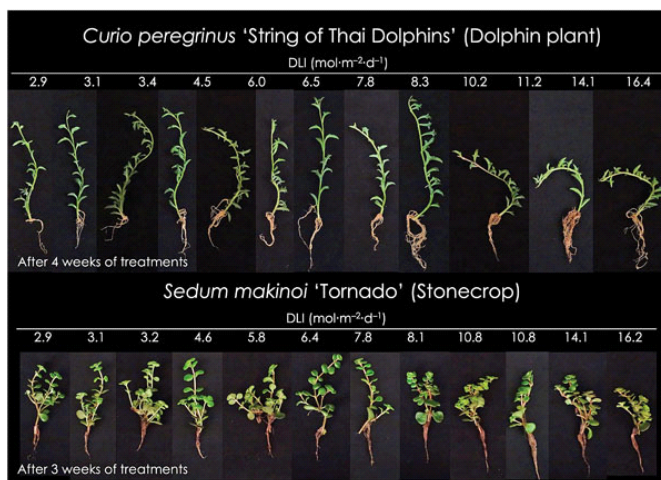 Curio peregrinus ‘String of Thai Dolphins’ (Dolphin plant)
DLI (mol·m⁻²·d⁻¹)
2.9 3.1 3.4 4.5 6.0 6.5 7.8 8.3 10.2 11.2 14.1 16.4
After 4 weeks of treatments
Sedum makinoi ‘Tornado’ (Stonecrop)
DLI (mol·m⁻²·d⁻¹)
2.9 3.1 3.2 4.6 5.8 6.4 7.8 8.1 10.8 10.8 14.1 16.2
After 3 weeks of treatments